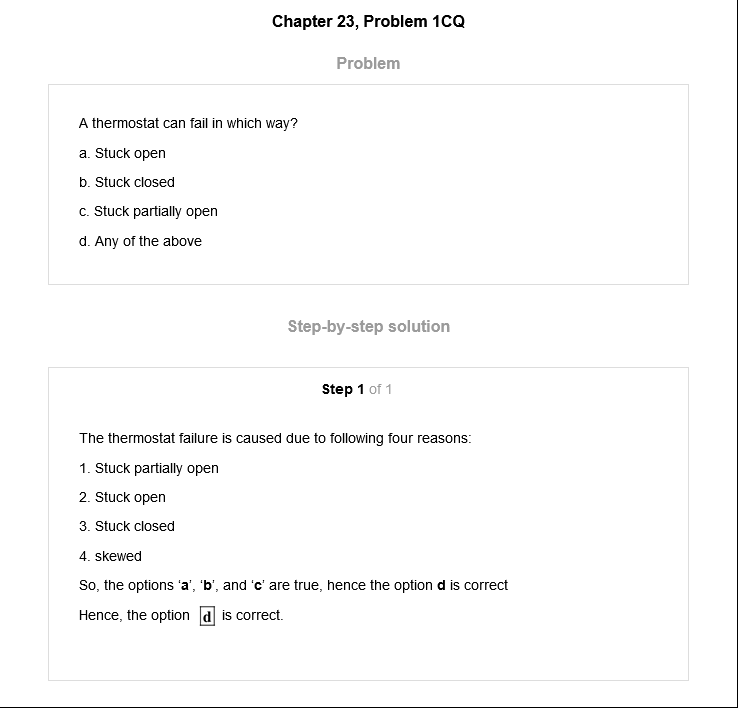 Chapter 23, Problem 1CQ
Problem
A thermostat can fail in which way?
a. Stuck open
b. Stuck closed
c. Stuck partially open
d. Any of the above
Step-by-step solution
Step 1 of 1
The thermostat failure is caused due to following four reasons:
1. Stuck partially open
2. Stuck open
3. Stuck closed
4. skewed
So, the options ‘a’, ‘b’, and ‘c’ are true, hence the option d is correct
Hence, the option d is correct.